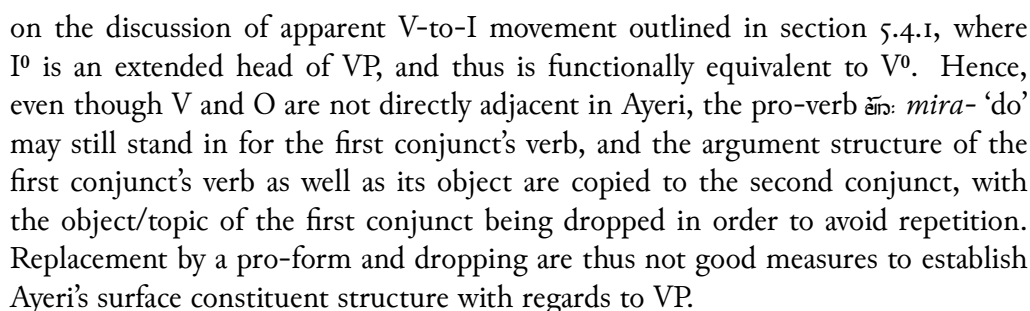 on the discussion of apparent V-to-I movement outlined in section 5.4.1, where
I⁰ is an extended head of VP, and thus is functionally equivalent to V⁰. Hence,
even though V and O are not directly adjacent in Ayeri, the pro-verb mira- ‘do’
may still stand in for the first conjunct’s verb, and the argument structure of the
first conjunct’s verb as well as its object are copied to the second conjunct, with
the object/topic of the first conjunct being dropped in order to avoid repetition.
Replacement by a pro-form and dropping are thus not good measures to establish
Ayeri’s surface constituent structure with regards to VP.